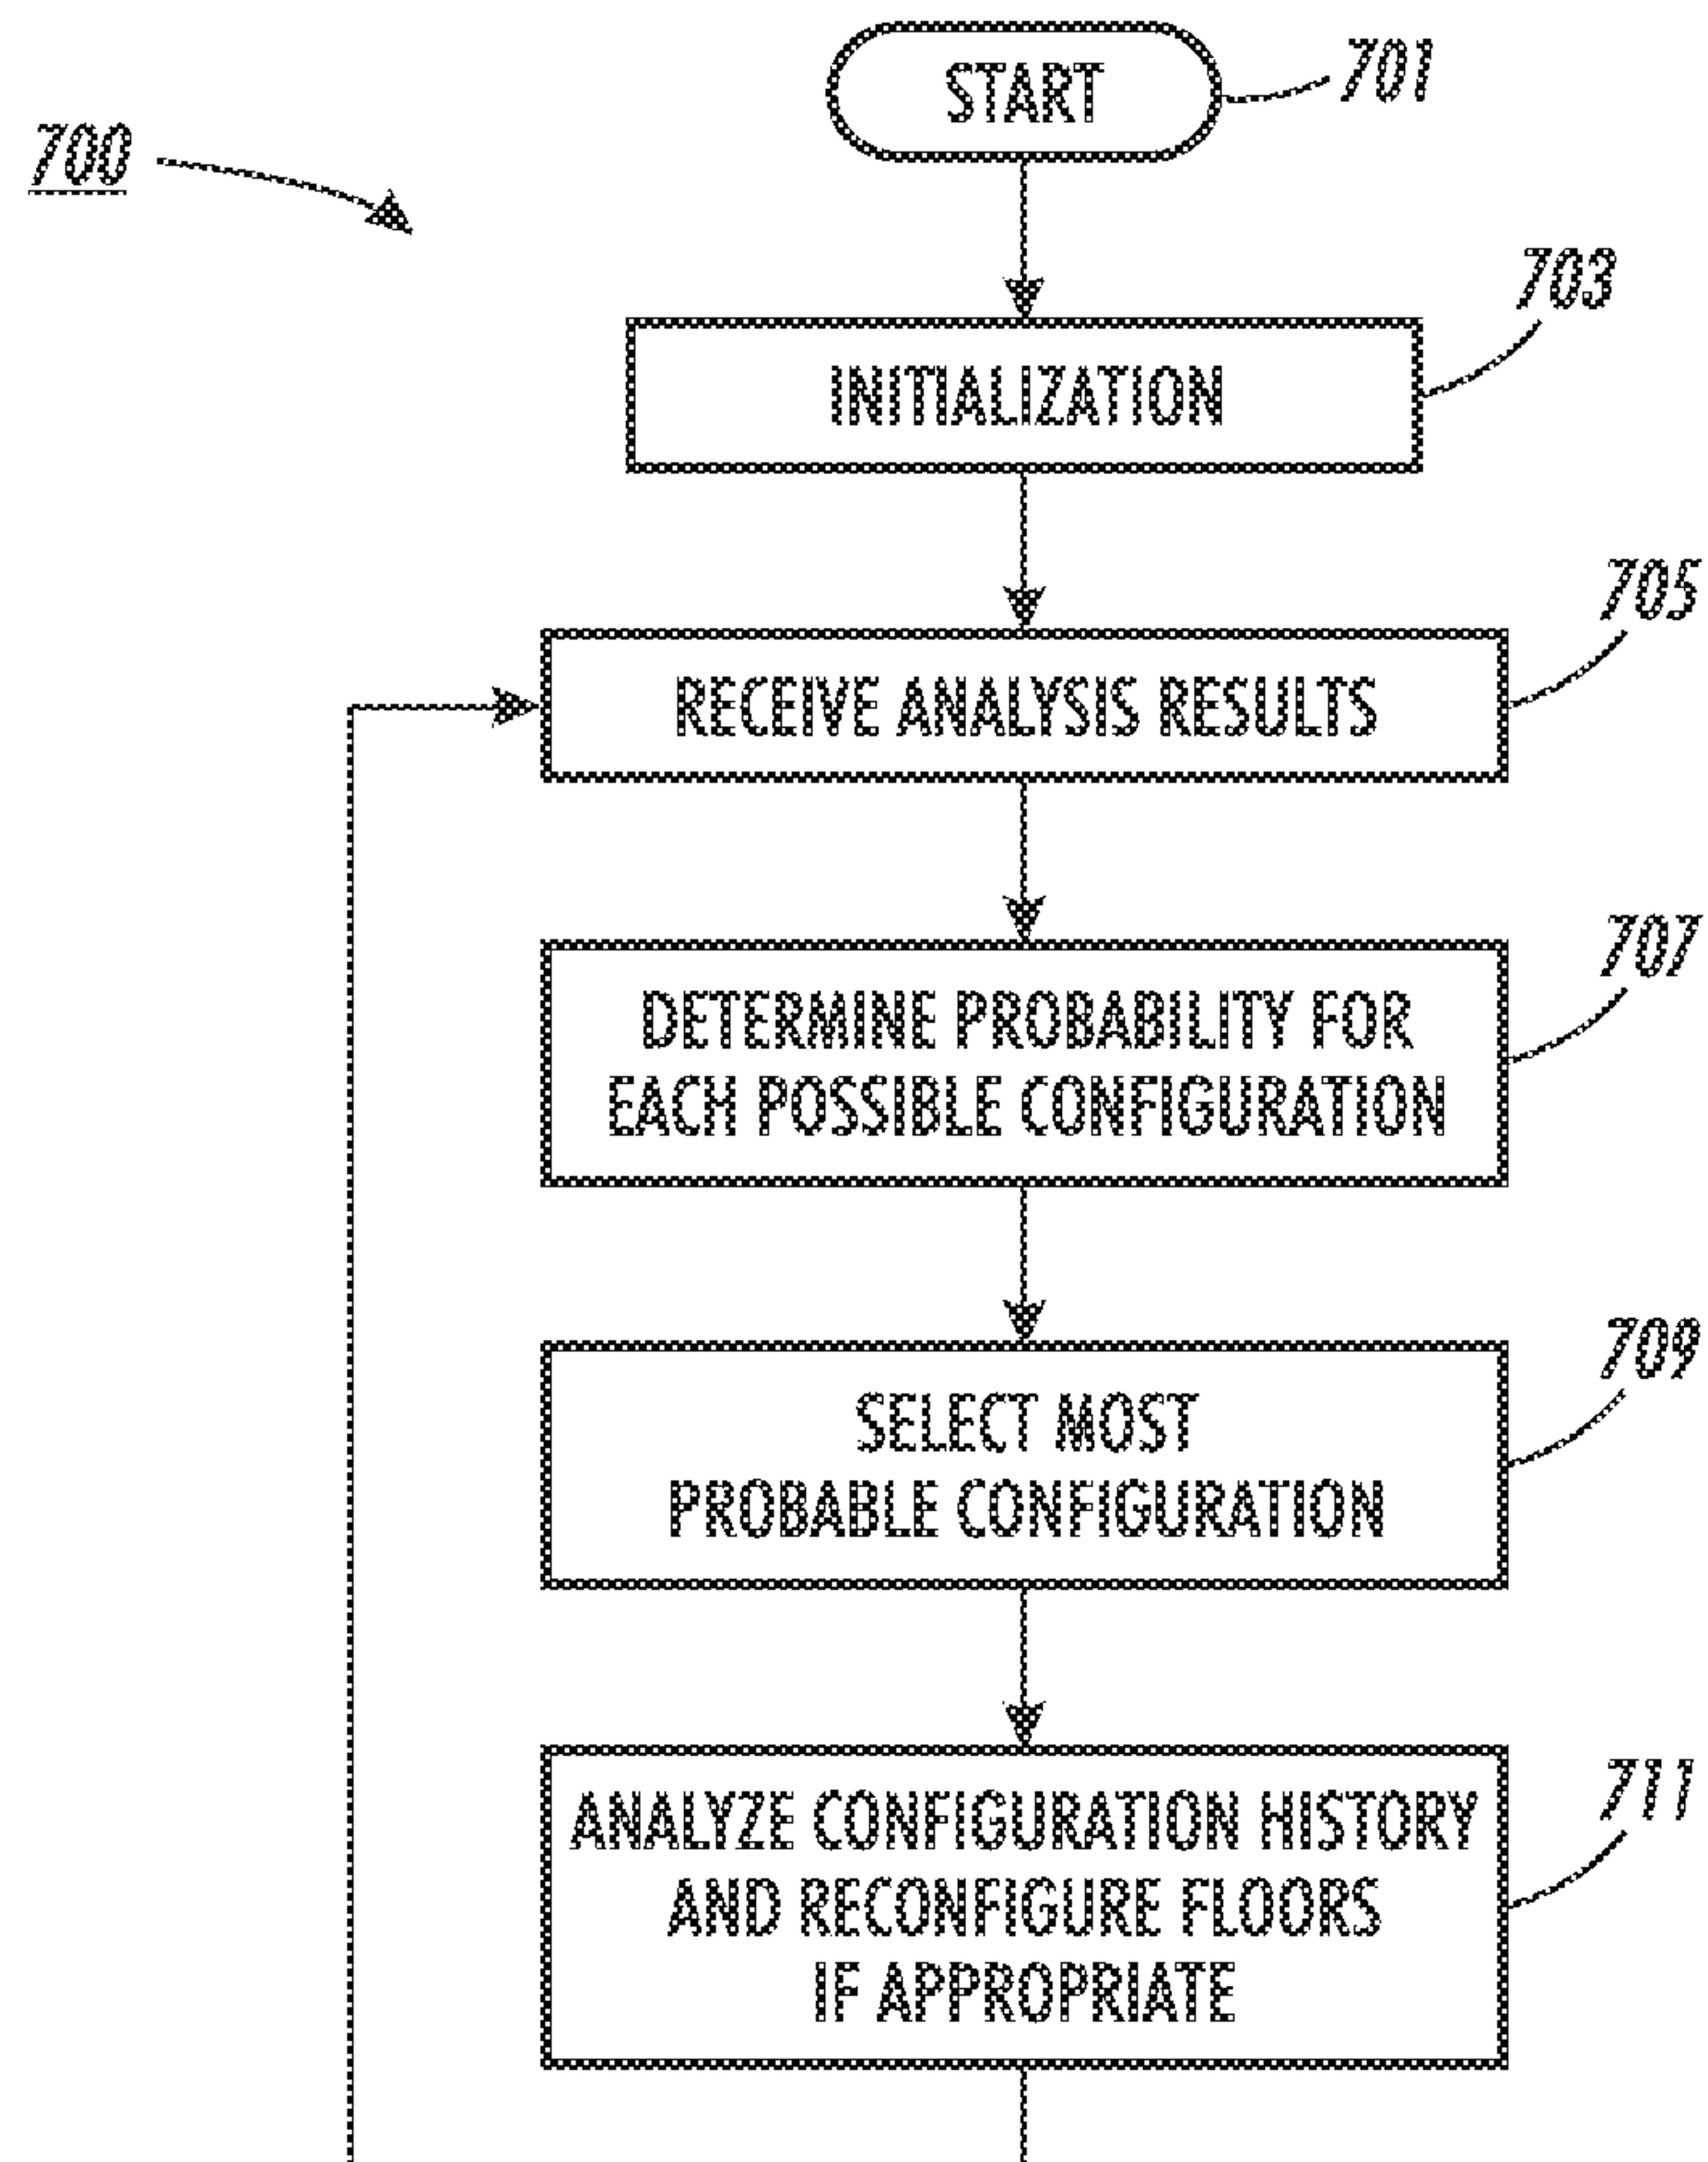 START
701
700
703
INITIALIZATION
705
RECEIVE ANALYSIS RESULTS
707
DETERMINE PROBABILITY FOR
EACH POSSIBLE CONFIGURATION
709
SELECT MOST
PROBABLE CONFIGURATION
711
ANALYZE CONFIGURATION HISTORY
AND RECONFIGURE FLOORS
IF APPROPRIATE